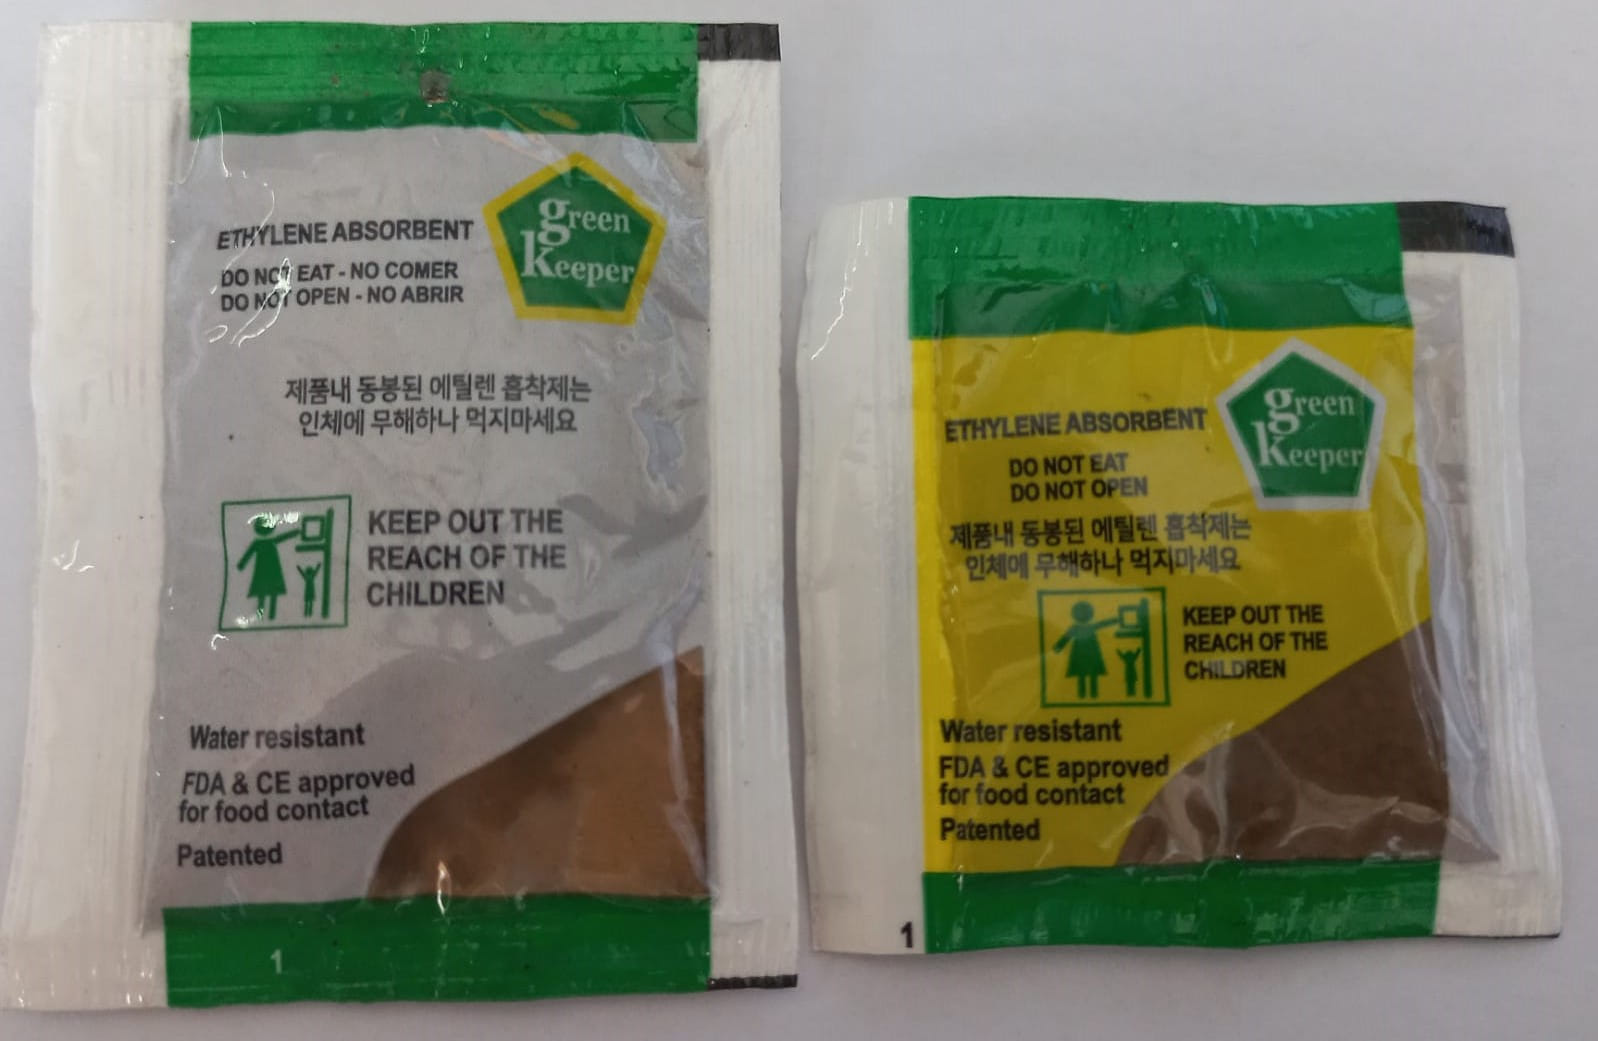 ETHYLENE ABSORBENT
DO NOT EAT - NO COMER
DO NOT OPEN - NO ABRIR
green
keeper
제품내 동봉된 에틸렌 흡착제는
인체에 무해하나 먹지마세요
KEEP OUT THE
REACH OF THE
CHILDREN
Water resistant
FDA & CE approved
for food contact
Patented
1
ETHYLENE ABSORBENT
DO NOT EAT
DO NOT OPEN
green
keeper
제품내 동봉된 에틸렌 흡착제는
인체에 무해하나 먹지마세요
KEEP OUT THE
REACH OF THE
CHILDREN
Water resistant
FDA & CE approved
for food contact
Patented
1